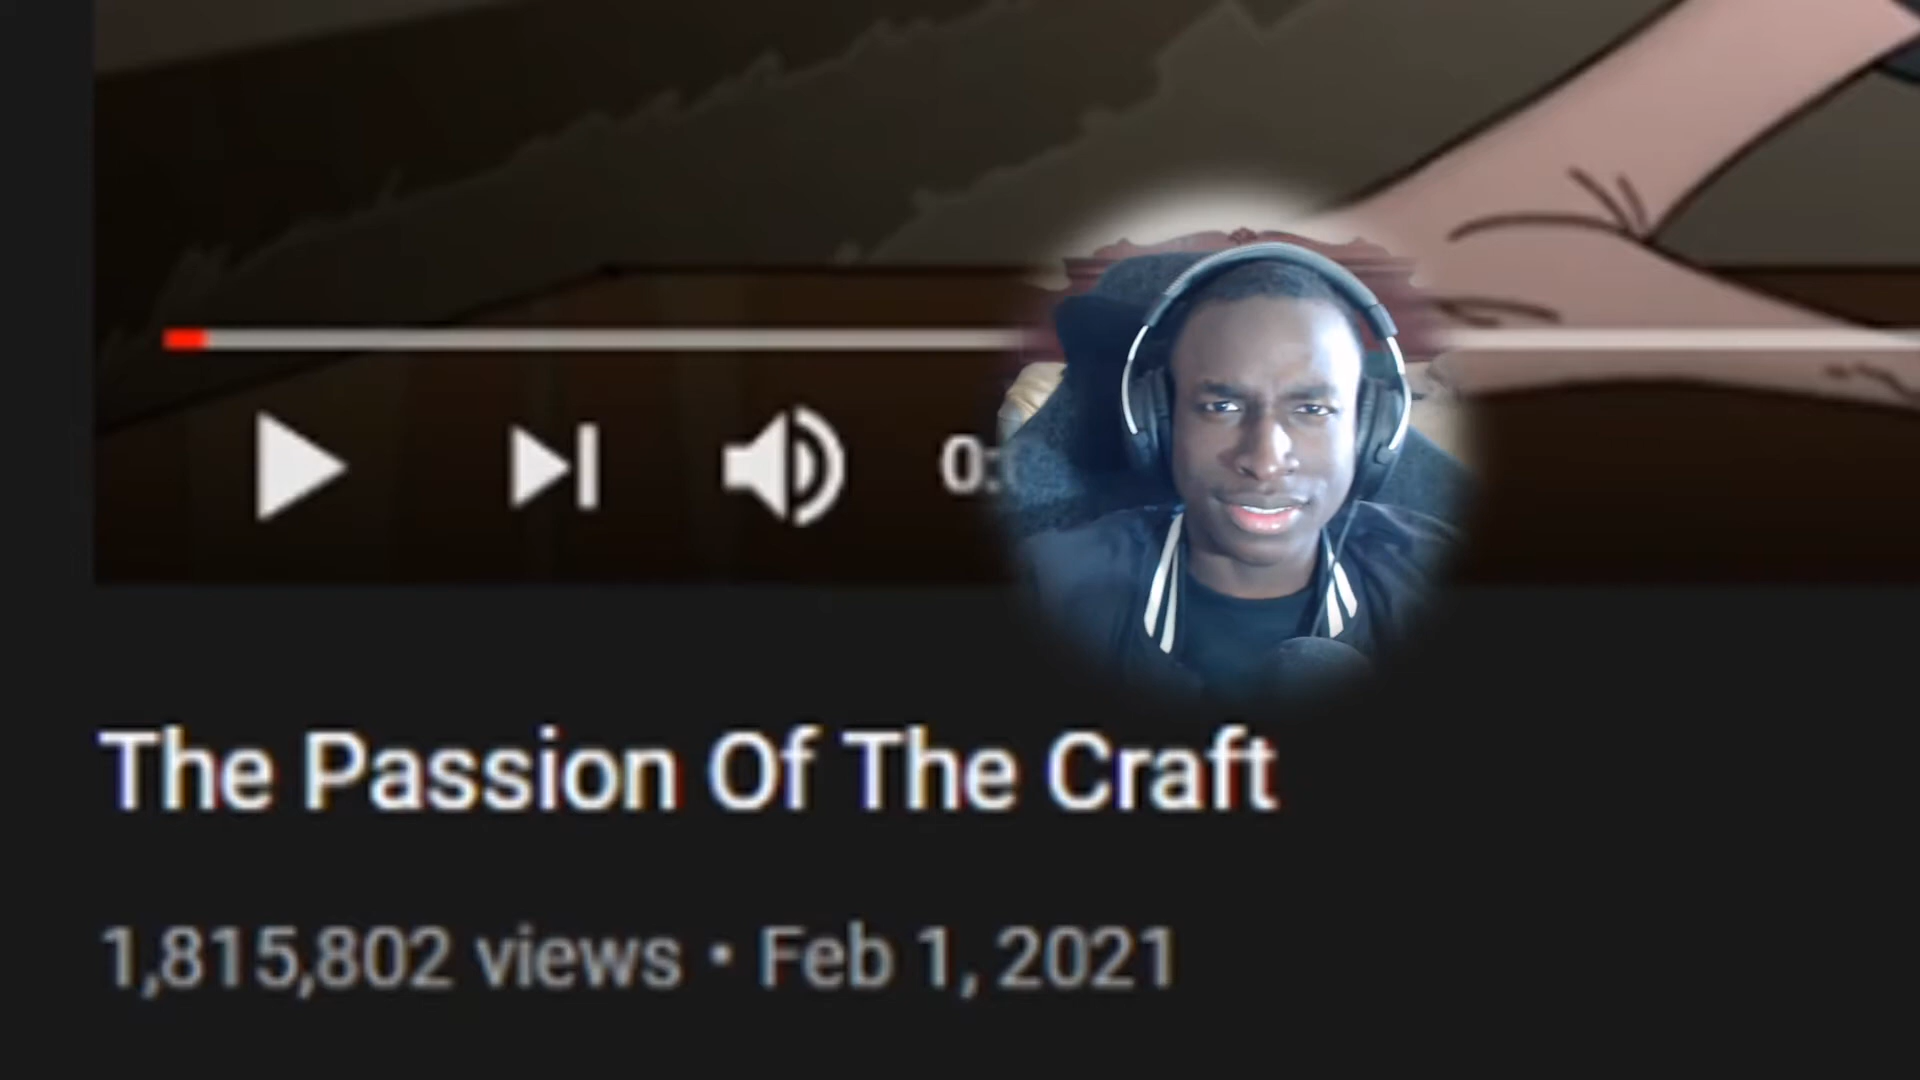 The Passion Of The Craft
1,815,802 views • Feb 1, 2021